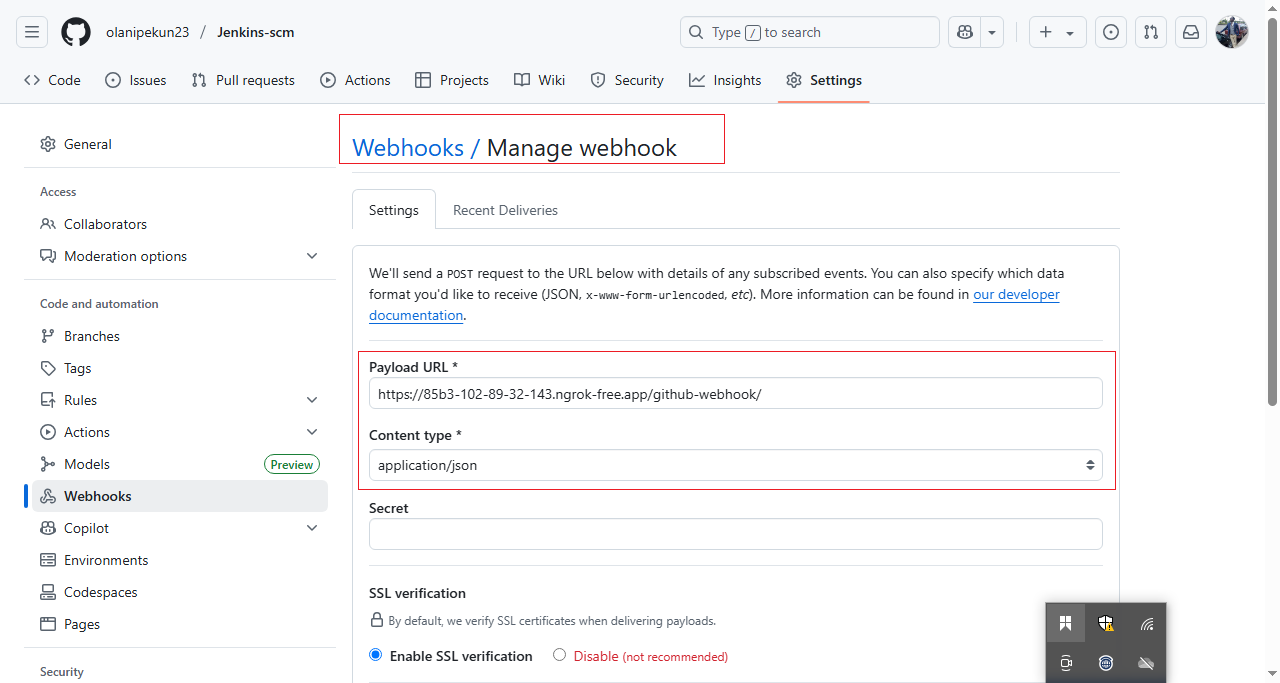 olanipekun23 / Jenkins-scm
Type / to search
Code
Issues
Pull requests
Actions
Projects
Wiki
Security
Insights
Settings
General
Access
Collaborators
Moderation options
Code and automation
Branches
Tags
Rules
Actions
Models Preview
Webhooks
Copilot
Environments
Codespaces
Pages
Security
Webhooks / Manage webhook
Settings
Recent Deliveries
We'll send a POST request to the URL below with details of any subscribed events. You can also specify which data
format you'd like to receive (JSON, x-www-form-urlencoded, etc). More information can be found in our developer
documentation.
Payload URL *
https://85b3-102-89-32-143.ngrok-free.app/github-webhook/
Content type *
application/json
Secret
SSL verification
By default, we verify SSL certificates when delivering payloads.
Enable SSL verification
Disable (not recommended)